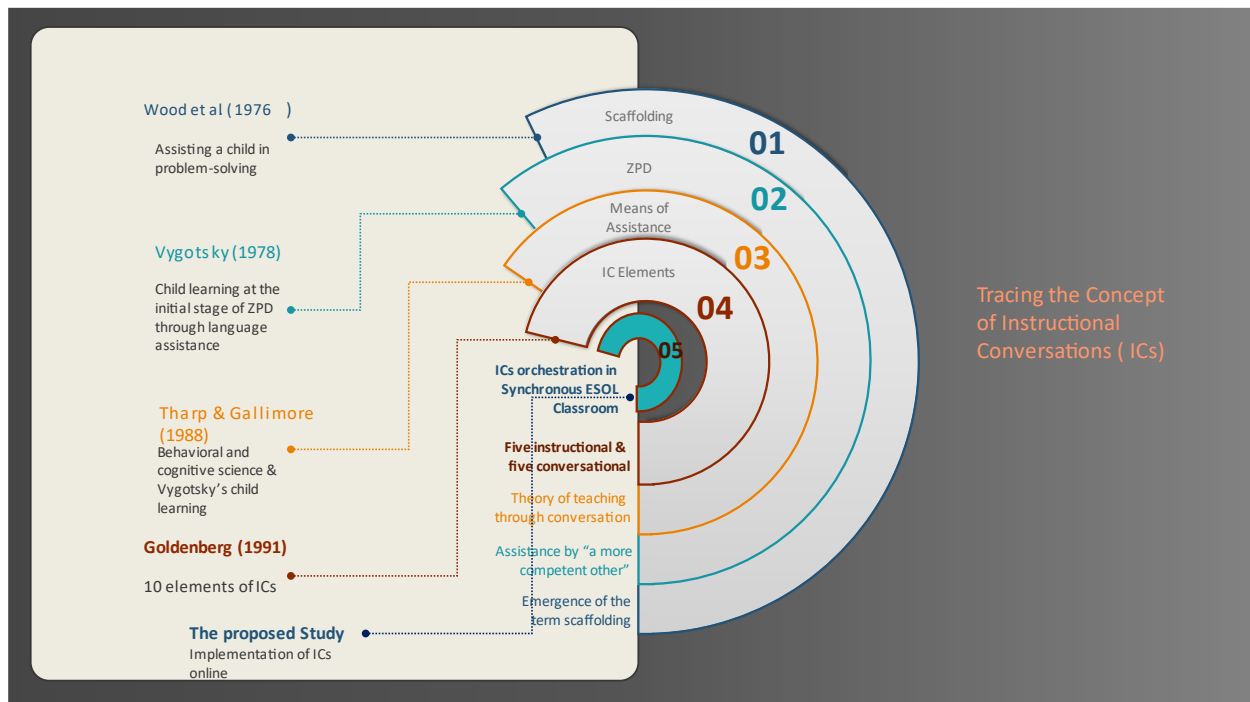 Wood et al. (1976 )
Assisting a child in
problem-solving
Vygotsky (1978)
Child learning at the
initial stage of ZPD
through language
assistance
Tharp & Gallimore
(1988)
Behavioral and
cognitive science &
Vygotsky's child
learning
Goldenberg (1991)
10 elements of ICs
The proposed Study
Implementation of ICs
online
Scaffolding
01
ZPD
02
Means of
Assistance
03
IC Elements
04
05
ICs orchestration in
Synchronous ESOL
Classroom
Five instructional &
five conversational
Theory of teaching
through conversation
Assistance by "a more
competent other"
Emergence of the
term scaffolding
Tracing the Concept
of Instructional
Conversations ( ICs)